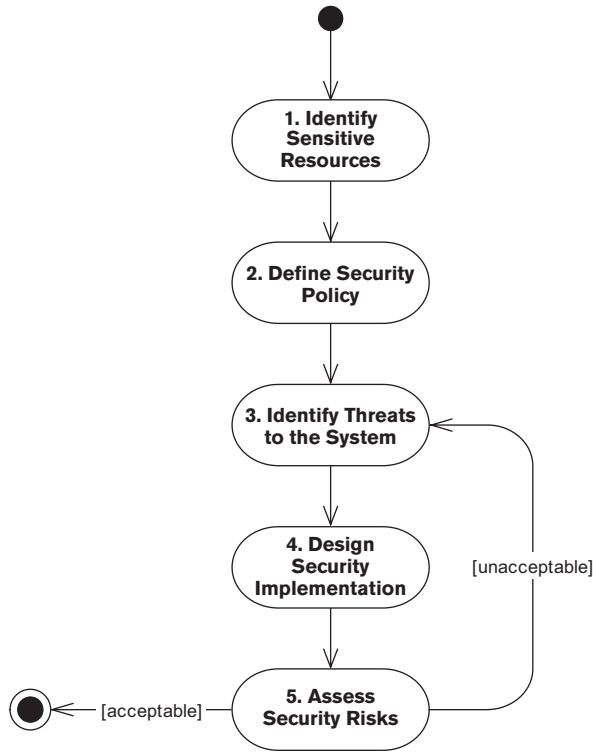 1. Identify
Sensitive
Resources
2. Define Security
Policy
3. Identify Threats
to the System
4. Design
Security
Implementation
[unacceptable]
5. Assess
Security Risks
[acceptable]